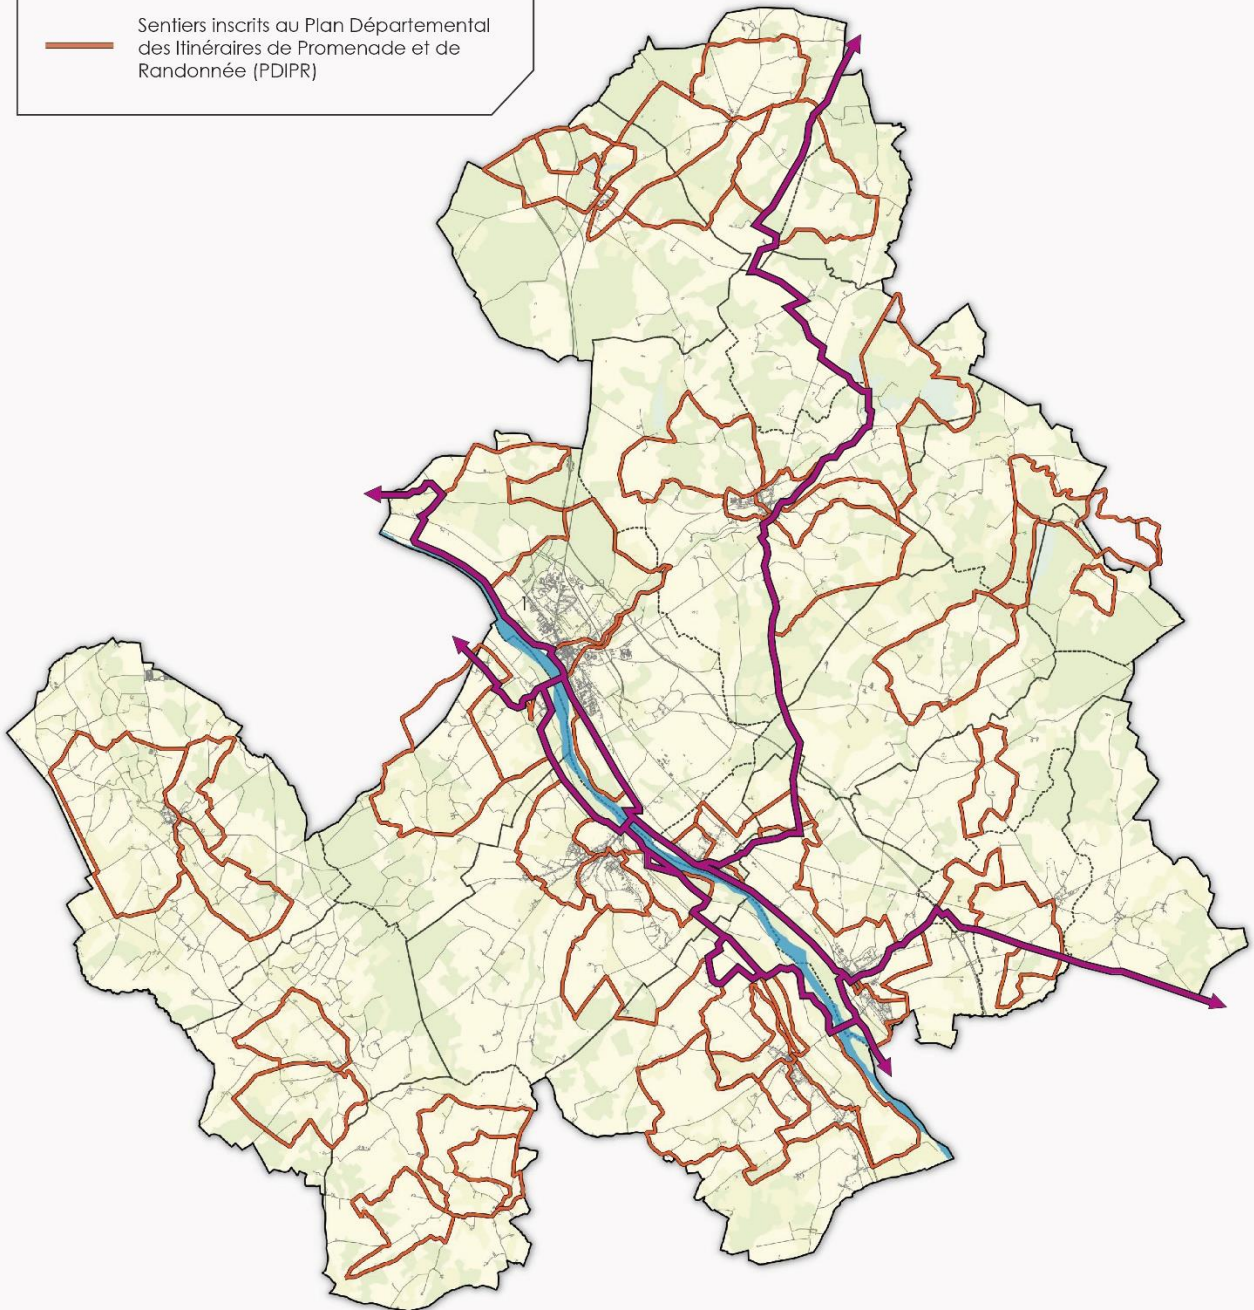 Sentiers inscrits au Plan Départemental
des Itinéraires de Promenade et de
Randonnée (PDIPR)